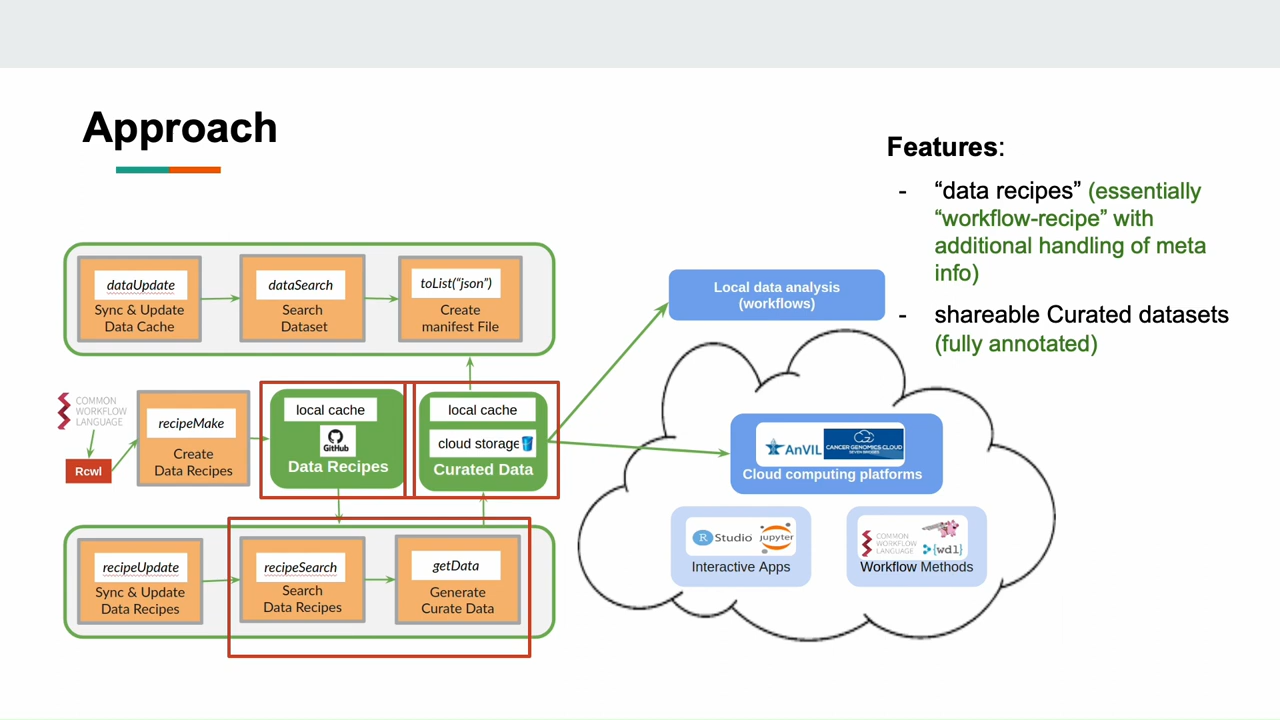 Approach
Features:
- “data recipes” (essentially
“workflow-recipe” with
additional handling of meta
info)
- shareable Curated datasets
(fully annotated)
dataUpdate
Sync & Update
Data Cache
dataSearch
Search
Dataset
toList(“json”)
Create
manifest File
COMMON
WORKFLOW
LANGUAGE
Rcwl
recipeMake
Create
Data Recipes
local cache
GitHub
Data Recipes
local cache
cloud storage
Curated Data
recipeUpdate
Sync & Update
Data Recipes
recipeSearch
Search
Data Recipes
getData
Generate
Curate Data
Local data analysis
(workflows)
AnVIL
CANCER GENOMICS CLOUD
SEVEN BRIDGES
Cloud computing platforms
R Studio
jupyter
Interactive Apps
COMMON
WORKFLOW
LANGUAGE
{wdl}
Workflow Methods